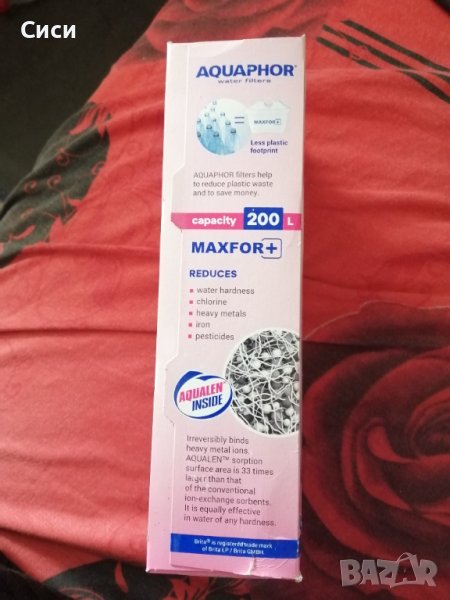 Сиси
AQUAPHOR®
water filters
= MAXFOR+
Less plastic
footprint
AQUAPHOR filters help
to reduce plastic waste
and to save money.
capacity 200 L
MAXFOR+
REDUCES
• water hardness
• chlorine
• heavy metals
• iron
• pesticides
AQUALEN
INSIDE
Irreversibly binds
heavy metal ions.
AQUALEN™ sorption
surface area is 33 times
larger than that
of the conventional
ion-exchange sorbents.
It is equally effective
in water of any hardness.
Brita® is registered trade mark
of Brita LP / Brita GMBH.
BAZAR